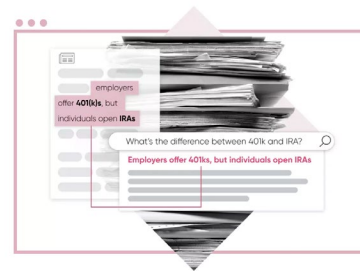 employers
offer 401(k)s, but
individuals open IRAs
What's the difference between 401k and IRA?
Employers offer 401ks, but individuals open IRAs